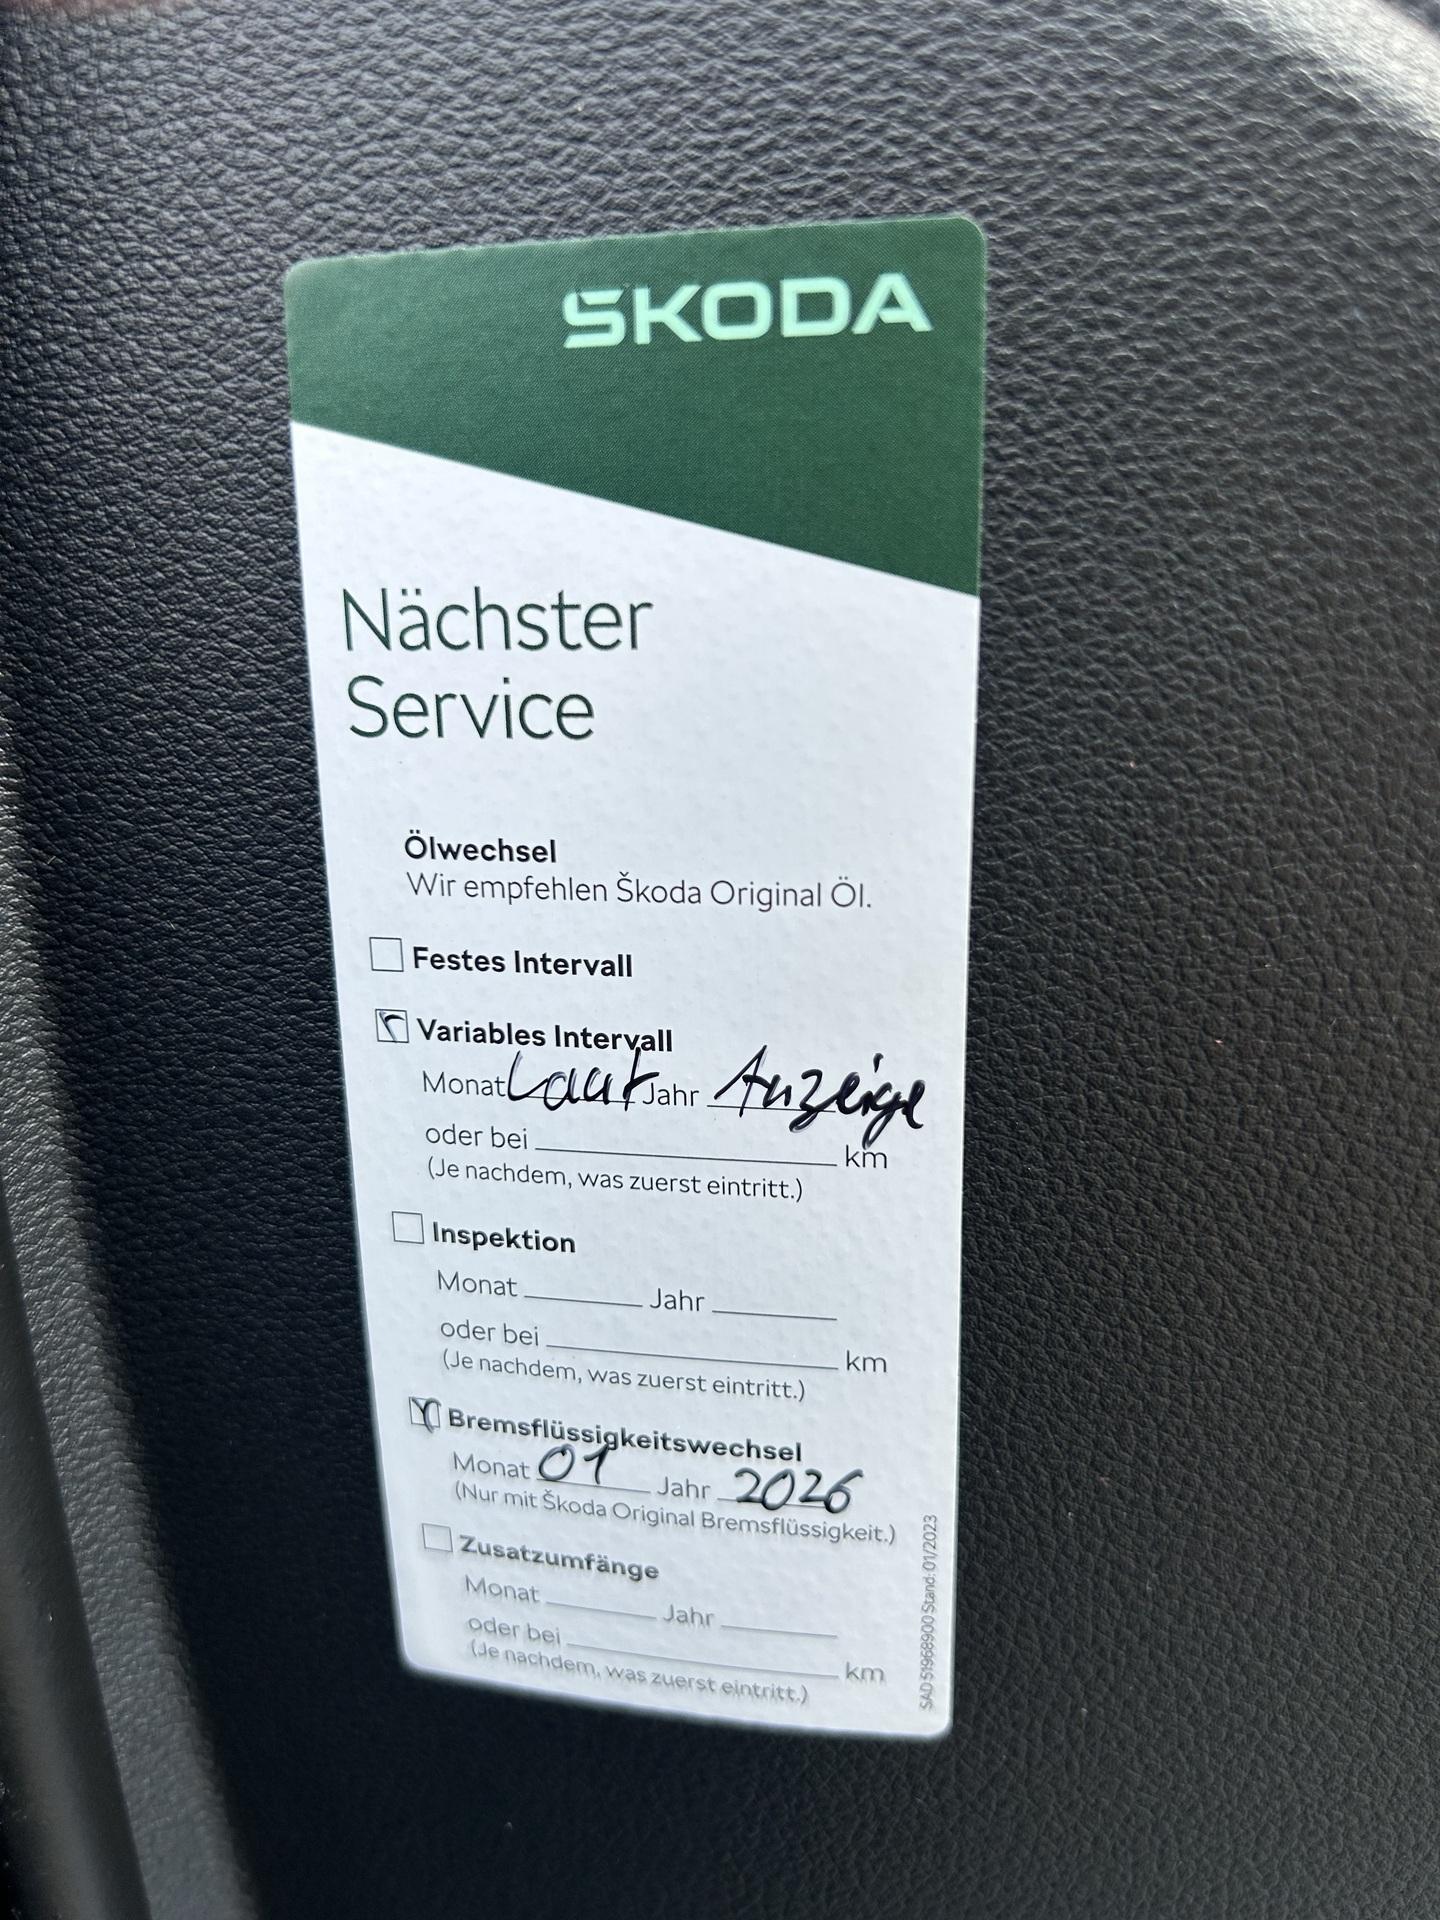 ŠKODA
Nächster
Service
Ölwechsel
Wir empfehlen Škoda Original Öl.
Festes Intervall
Variables Intervall
Monat Laut Jahr Anzeige
oder bei km
(Je nachdem, was zuerst eintritt.)
Inspektion
Monat Jahr
oder bei km
(Je nachdem, was zuerst eintritt.)
Bremsflüssigkeitswechsel
Monat 01 Jahr 2026
(Nur mit Škoda Original Bremsflüssigkeit.)
Zusatzumfänge
Monat Jahr
oder bei km
(Je nachdem, was zuerst eintritt.)
SAD 51968900 Stand: 01/2023